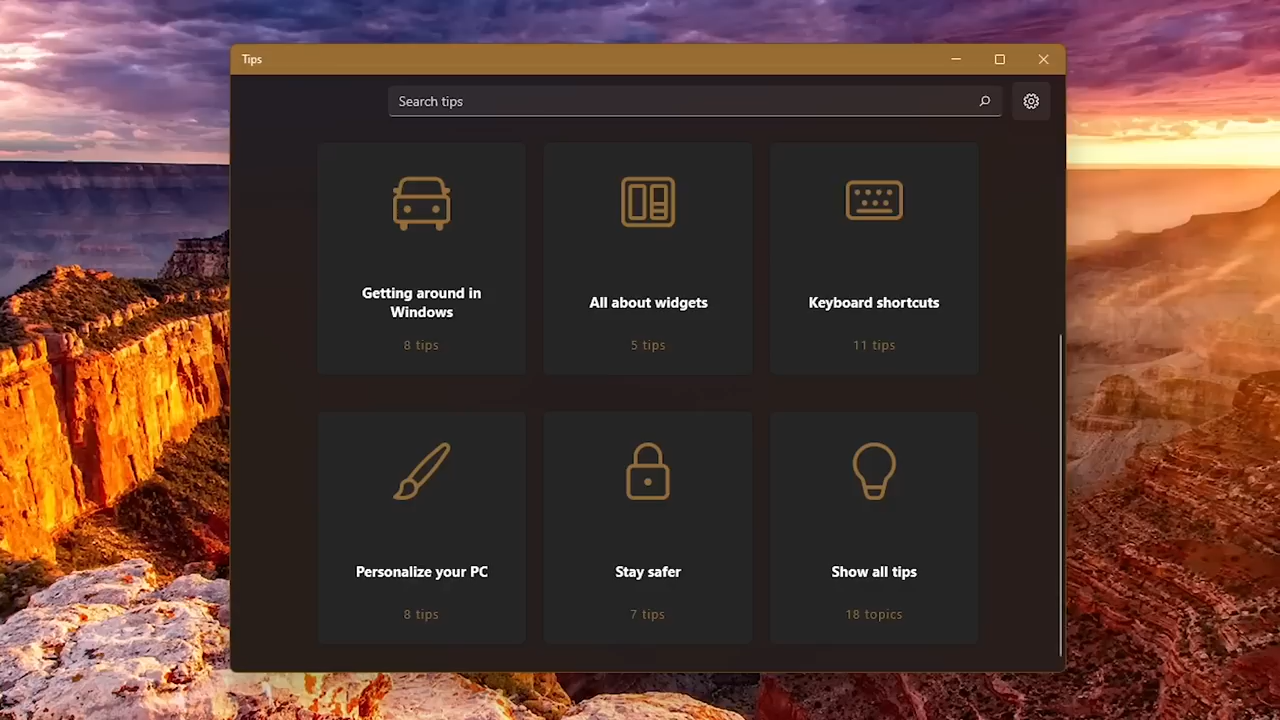 Tips
Search tips
Getting around in
Windows
8 tips
All about widgets
5 tips
Keyboard shortcuts
11 tips
Personalize your PC
8 tips
Stay safer
7 tips
Show all tips
18 topics